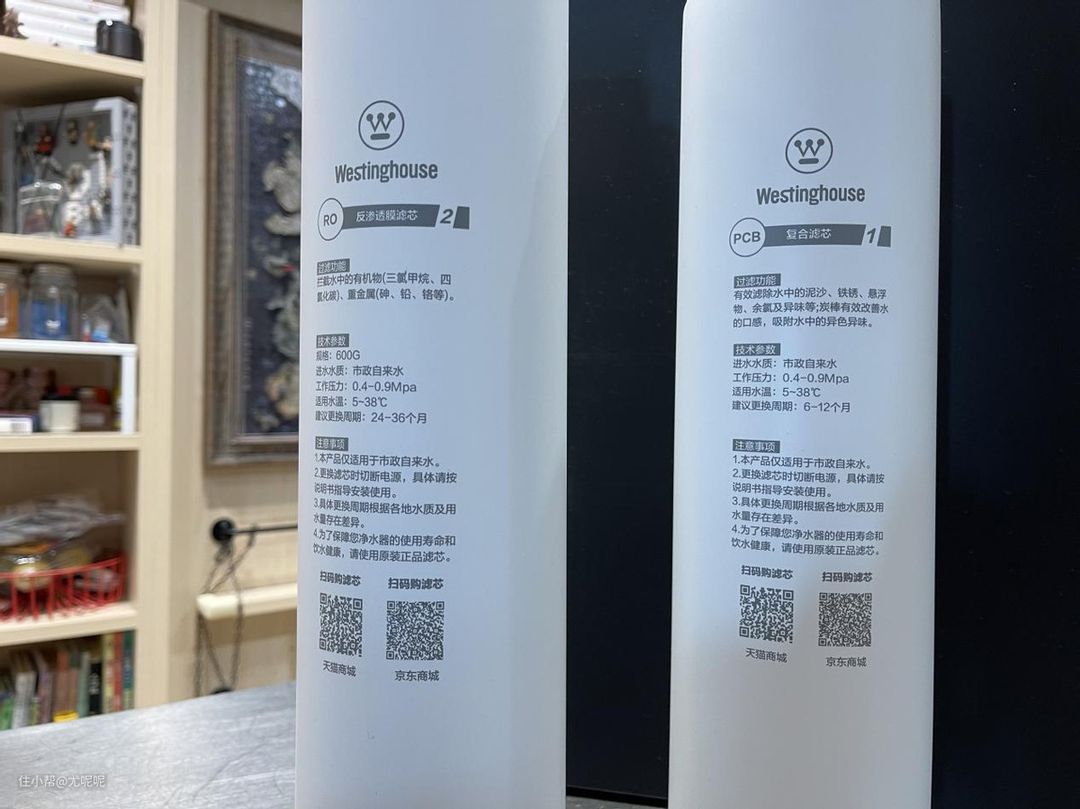 Westinghouse
RO 反渗透膜滤芯 2
过滤功能
拦截水中的有机物(三氯甲烷、四
氯化碳)、重金属(砷、铅、铬等)。
技术参数
规格：600G
进水水质：市政自来水
工作压力：0.4-0.9Mpa
适用水温：5~38℃
建议更换周期：24-36个月
注意事项
1.本产品仅适用于市政自来水。
2.更换滤芯时切断电源，具体请按
说明书指导安装使用。
3.具体更换周期根据各地水质及用
水量存在差异。
4.为了保障您净水器的使用寿命和
饮水健康，请使用原装正品滤芯。
扫码购滤芯 扫码购滤芯
天猫商城 京东商城
Westinghouse
PCB 复合滤芯 1
过滤功能
有效滤除水中的泥沙、铁锈、悬浮
物、余氯及异味等;炭棒有效改善水
的口感，吸附水中的异色异味。
技术参数
进水水质：市政自来水
工作压力：0.4-0.9Mpa
适用水温：5~38℃
建议更换周期：6-12个月
注意事项
1.本产品仅适用于市政自来水。
2.更换滤芯时切断电源，具体请按
说明书指导安装使用。
3.具体更换周期根据各地水质及用
水量存在差异。
4.为了保障您净水器的使用寿命和
饮水健康，请使用原装正品滤芯。
扫码购滤芯 扫码购滤芯
天猫商城 京东商城
住小帮@尤呢呢